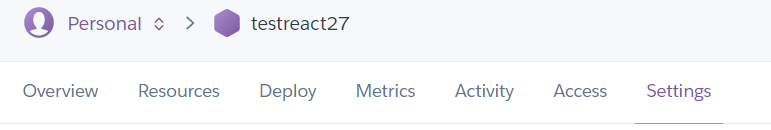 Personal > testreact27
Overview Resources Deploy Metrics Activity Access Settings